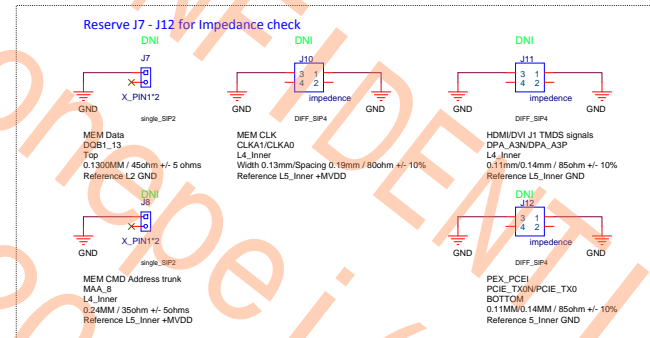 Reserve J7 - J12 for Impedance check
DNI
J7
X_PIN1*2
GND
single_SIP2
MEM Data
DQB1_13
Top
0.1300MM / 45ohm +/- 5 ohms
Reference L2 GND
DNI
J10
3 1
4 2
impedence
GND
GND
DIFF_SIP4
MEM CLK
CLKA1/CLKA0
L4_Inner
Width 0.13mm/Spacing 0.19mm / 80ohm +/- 10%
Reference L5_Inner +MVDD
DNI
J11
3 1
4 2
impedence
GND
GND
DIFF_SIP4
HDMI/DVI J1 TMDS signals
DPA_A3N/DPA_A3P
L4_Inner
0.11mm/0.14mm / 85ohm +/- 10%
Reference L5_Inner GND
DNI
J8
X_PIN1*2
GND
single_SIP2
MEM CMD Address trunk
MAA_8
L4_Inner
0.24MM / 35ohm +/- 5ohms
Reference L5_Inner +MVDD
DNI
J12
3 1
4 2
impedence
GND
GND
DIFF_SIP4
PEX_PCEI
PCIE_TX0N/PCIE_TX0
BOTTOM
0.11MM/0.14MM / 85ohm +/- 10%
Reference 5_Inner GND